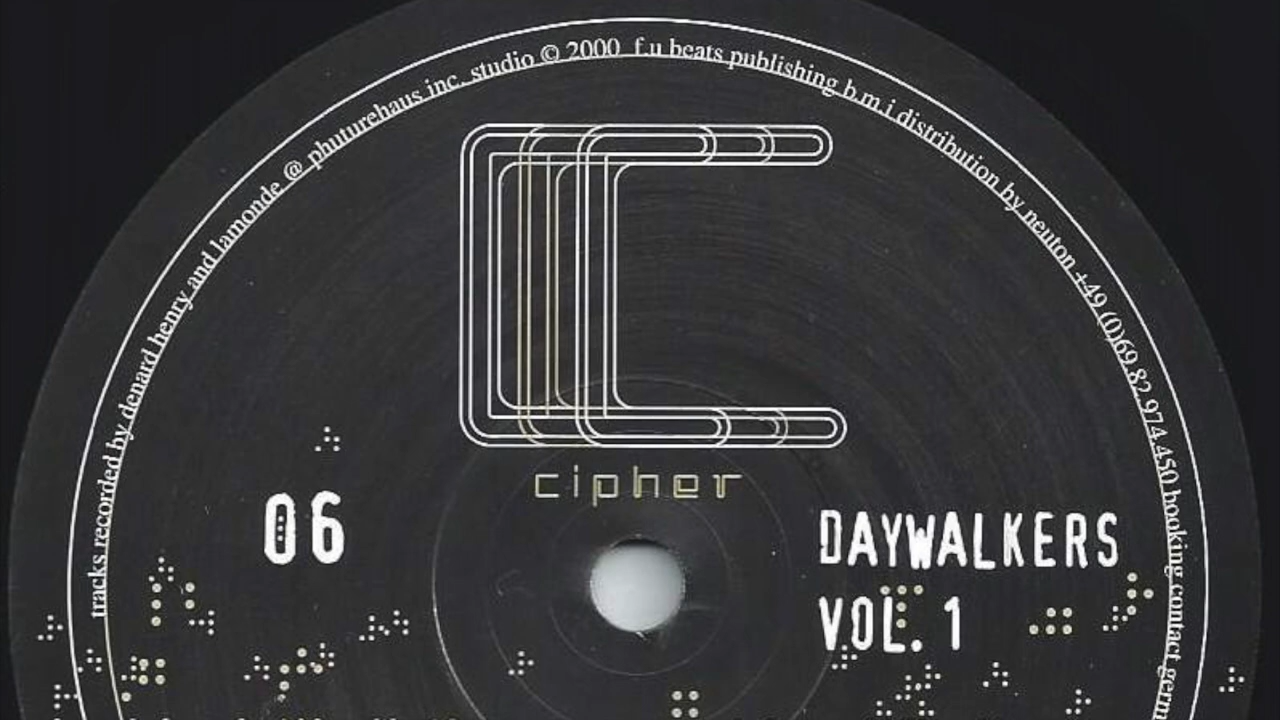 tracks recorded by denard henry and lamonde @ phuturehaus inc. studio © 2000 f.u beats publishing b.m.i distribution by neuton +49 (0)69 82 974 450 booking contact germ
cipher
06
DAYWALKERS
VOL. 1